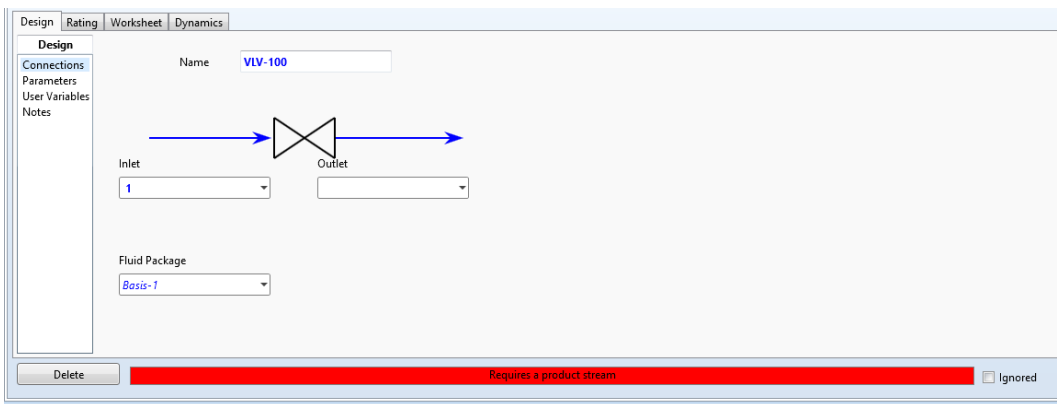 Design Rating Worksheet Dynamics
Design
Connections
Parameters
User Variables
Notes
Name VLV-100
Inlet Outlet
1
Fluid Package
Basis-1
Delete Requires a product stream Ignored